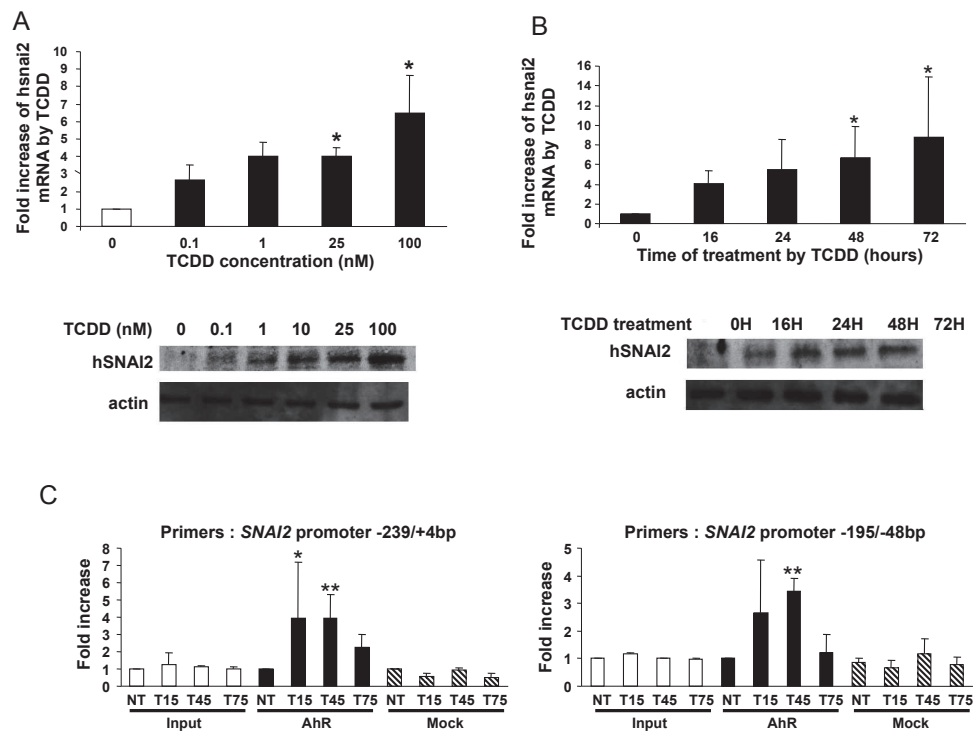 A
Fold increase of hsnai2
mRNA by TCDD
10
9
8
7
6
5
4
3
2
1
0
*
*
0 0.1 1 25 100
TCDD concentration (nM)
TCDD (nM) 0 0.1 1 10 25 100
hSNAI2
actin
B
Fold increase of hsnai2
mRNA by TCDD
16
14
12
10
8
6
4
2
0
*
*
0 16 24 48 72
Time of treatment by TCDD (hours)
TCDD treatment 0H 16H 24H 48H 72H
hSNAI2
actin
C
Primers : SNAI2 promoter -239/+4bp
Fold increase
8
7
6
5
4
3
2
1
0
* **
NT T15 T45 T75 NT T15 T45 T75 NT T15 T45 T75
Input AhR Mock
Primers : SNAI2 promoter -195/-48bp
Fold increase
5
4
3
2
1
0
**
NT T15 T45 T75 NT T15 T45 T75 NT T15 T45 T75
Input AhR Mock